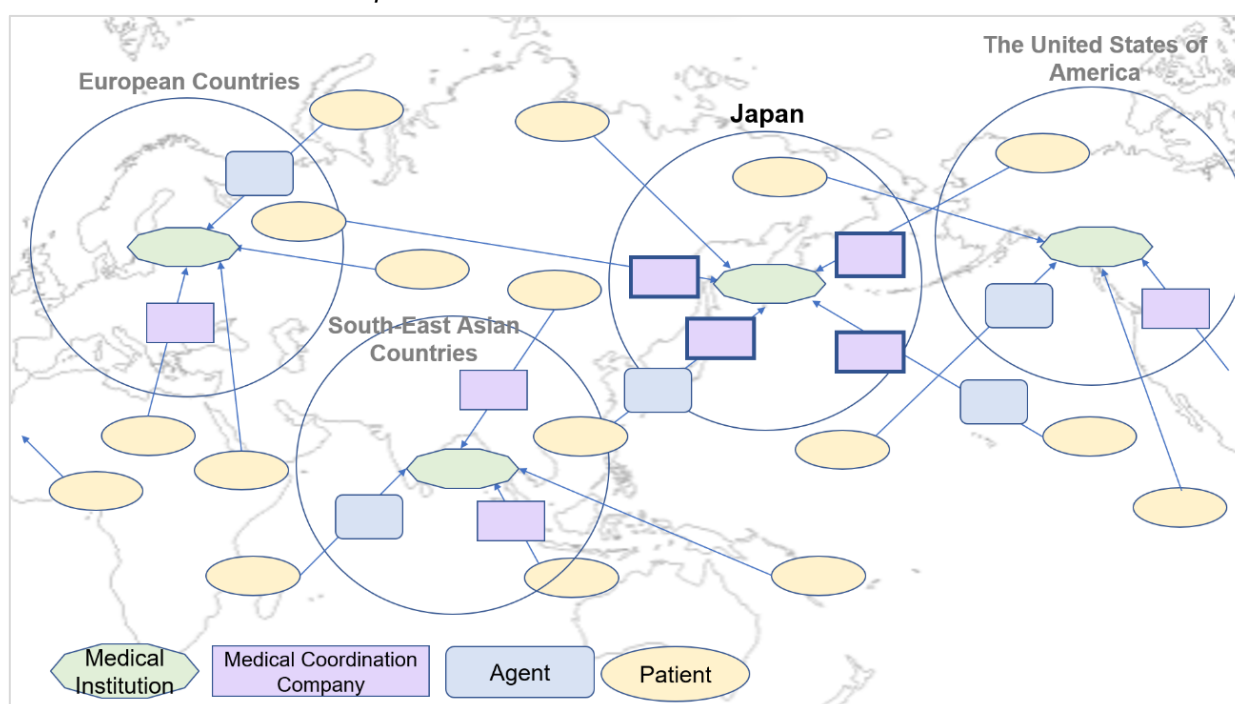 The United States of
America
European Countries
Japan
South-East Asian
Countries
Medical
Institution
Medical Coordination
Company
Agent
Patient